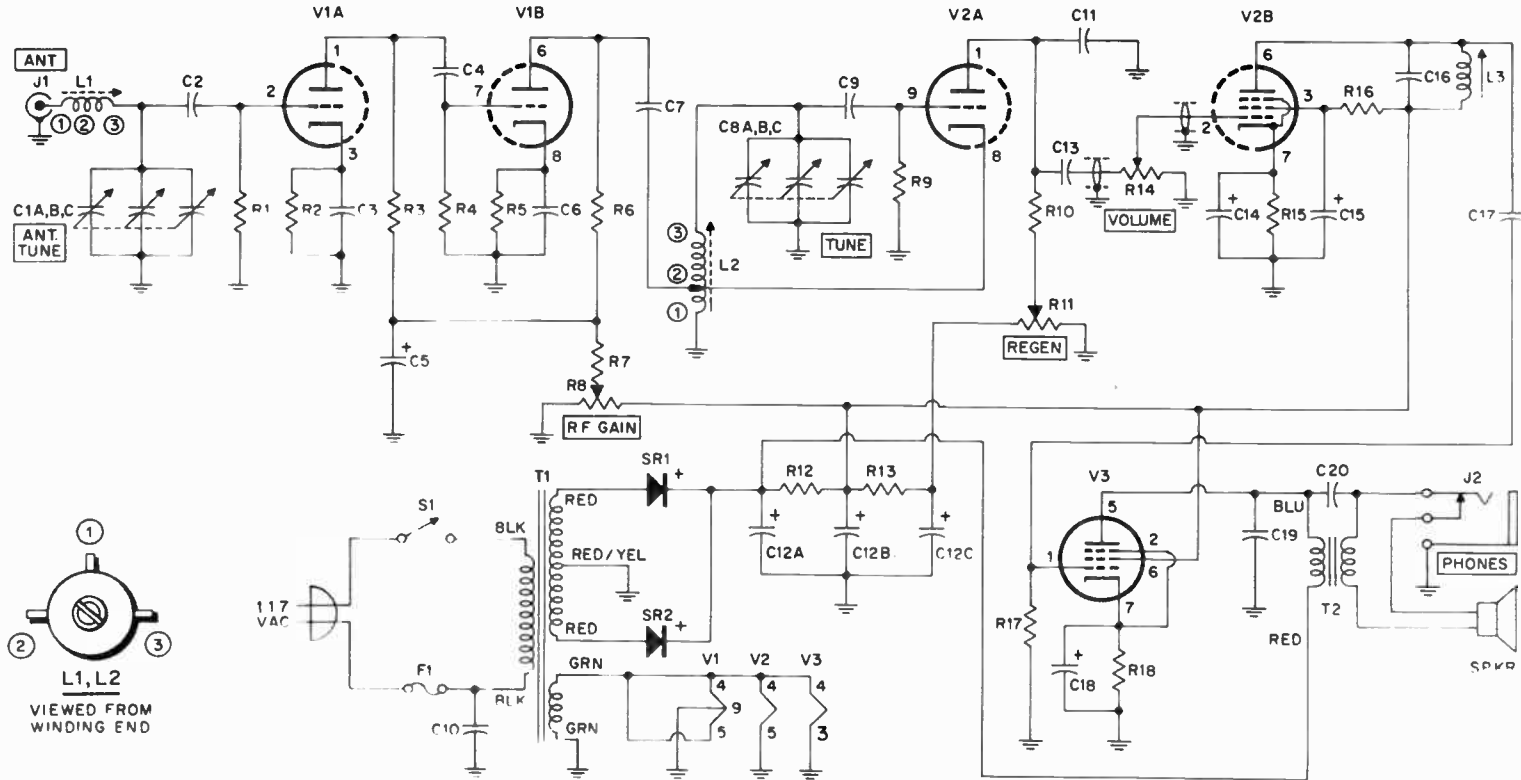 V1A
V1B
V2A
C11
V2B
ANT
J1
L1
C2
2
1
3
① ② ③
C1A,B,C
ANT.
TUNE
R1
R2
C3
R3
C4
7
6
8
R4
R5
C6
R6
C7
C5
R7
R8
RF GAIN
C8A,B,C
C9
9
1
8
③
②
①
L2
TUNE
R9
R10
C13
R14
VOLUME
R11
REGEN
6
3
2
7
C14
R15
C15
R16
C16
L3
C17
①
②
③
L1, L2
VIEWED FROM
WINDING END
117
VAC
S1
F1
C10
BLK
BLK
T1
RED
RED/YEL
RED
GRN
GRN
SR1
+
SR2
+
R12
R13
+
C12A
+
C12B
+
C12C
V1
V2
V3
4
4
4
9
5
5
3
V3
5
1
2
6
7
R17
+
C18
R18
C19
C20
BLU
RED
T2
J2
PHONES
SPKR